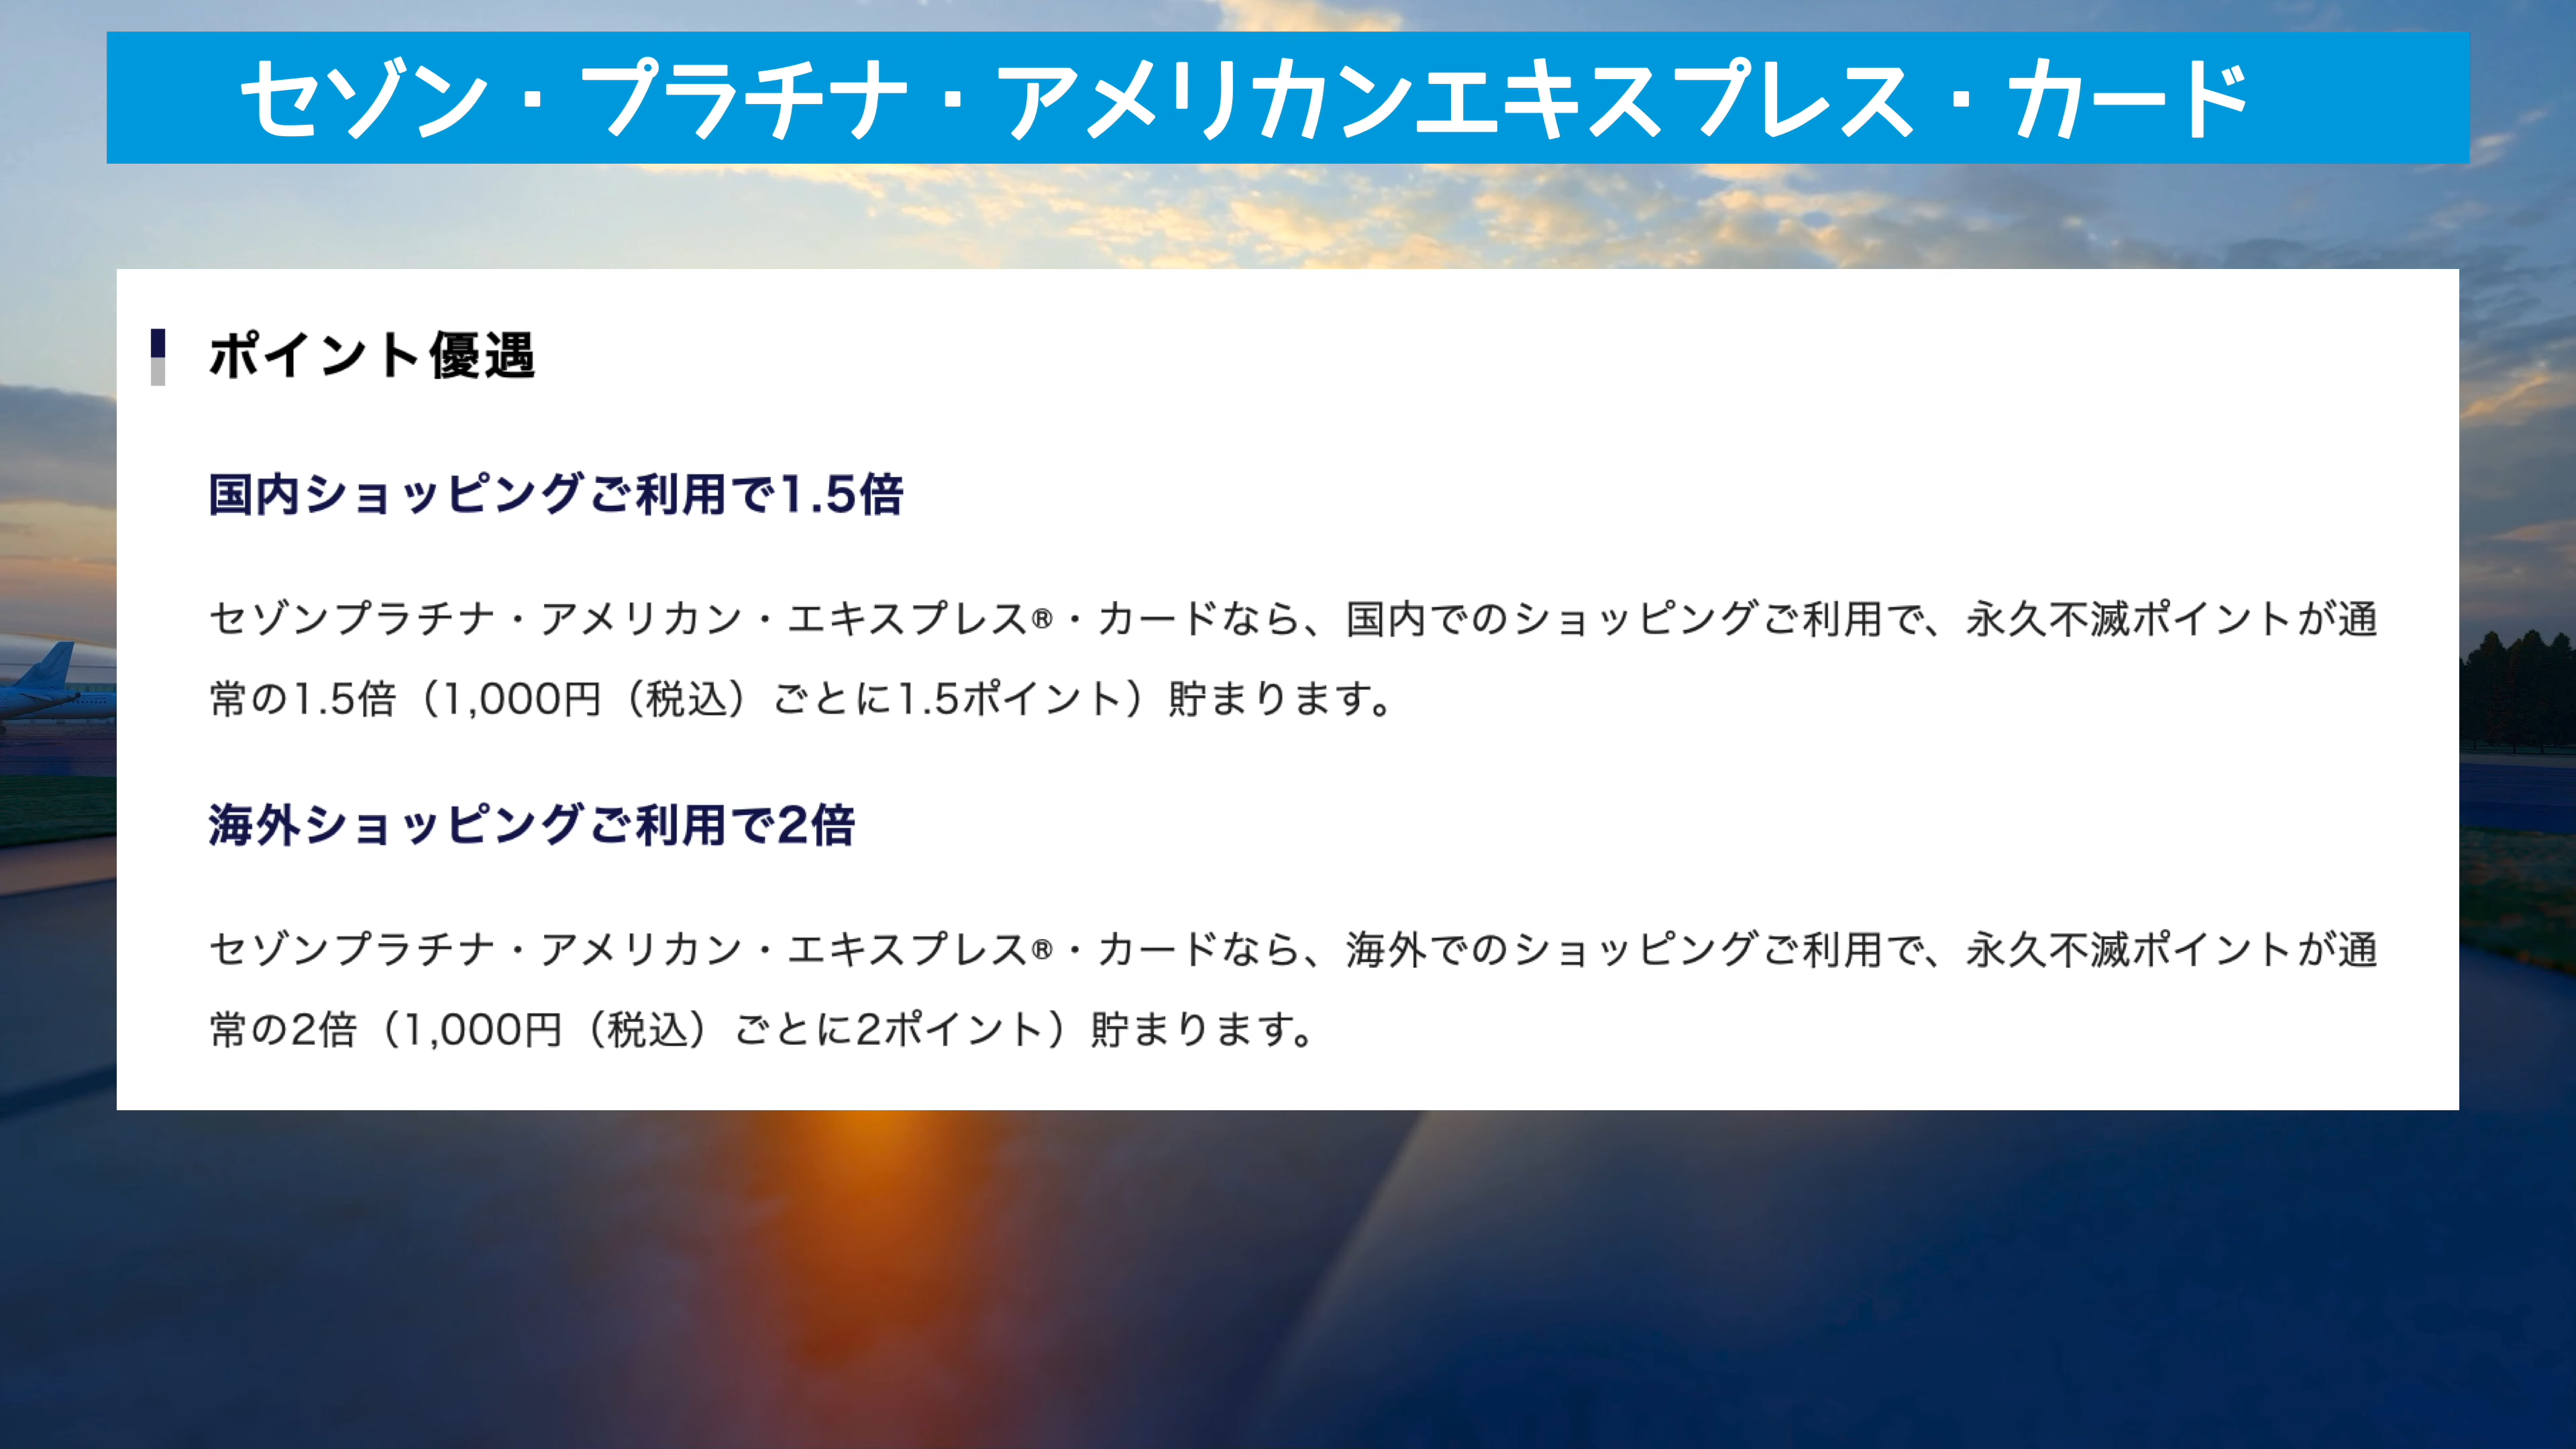 セゾン・プラチナ・アメリカンエキスプレス・カード
ポイント優遇
国内ショッピングご利用で1.5倍
セゾンプラチナ・アメリカン・エキスプレス®・カードなら、国内でのショッピングご利用で、永久不滅ポイントが通
常の1.5倍（1,000円（税込）ごとに1.5ポイント）貯まります。
海外ショッピングご利用で2倍
セゾンプラチナ・アメリカン・エキスプレス®・カードなら、海外でのショッピングご利用で、永久不滅ポイントが通
常の2倍（1,000円（税込）ごとに2ポイント）貯まります。